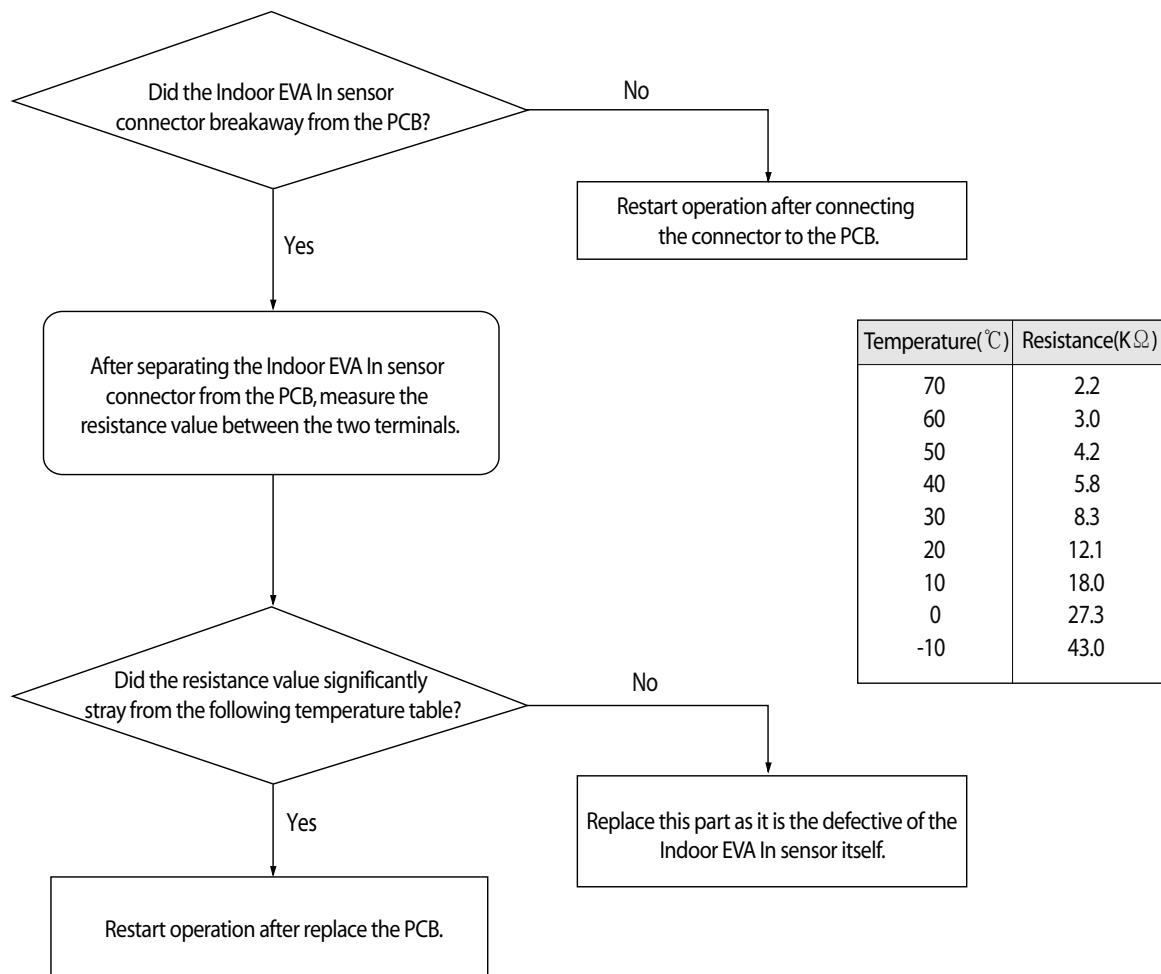 Did the Indoor EVA In sensor
connector breakaway from the PCB?
No
Restart operation after connecting
the connector to the PCB.
Yes
After separating the Indoor EVA In sensor
connector from the PCB, measure the
resistance value between the two terminals.
Temperature(℃) Resistance(KΩ)
70 2.2
60 3.0
50 4.2
40 5.8
30 8.3
20 12.1
10 18.0
0 27.3
-10 43.0
Did the resistance value significantly
stray from the following temperature table?
No
Replace this part as it is the defective of the
Indoor EVA In sensor itself.
Yes
Restart operation after replace the PCB.